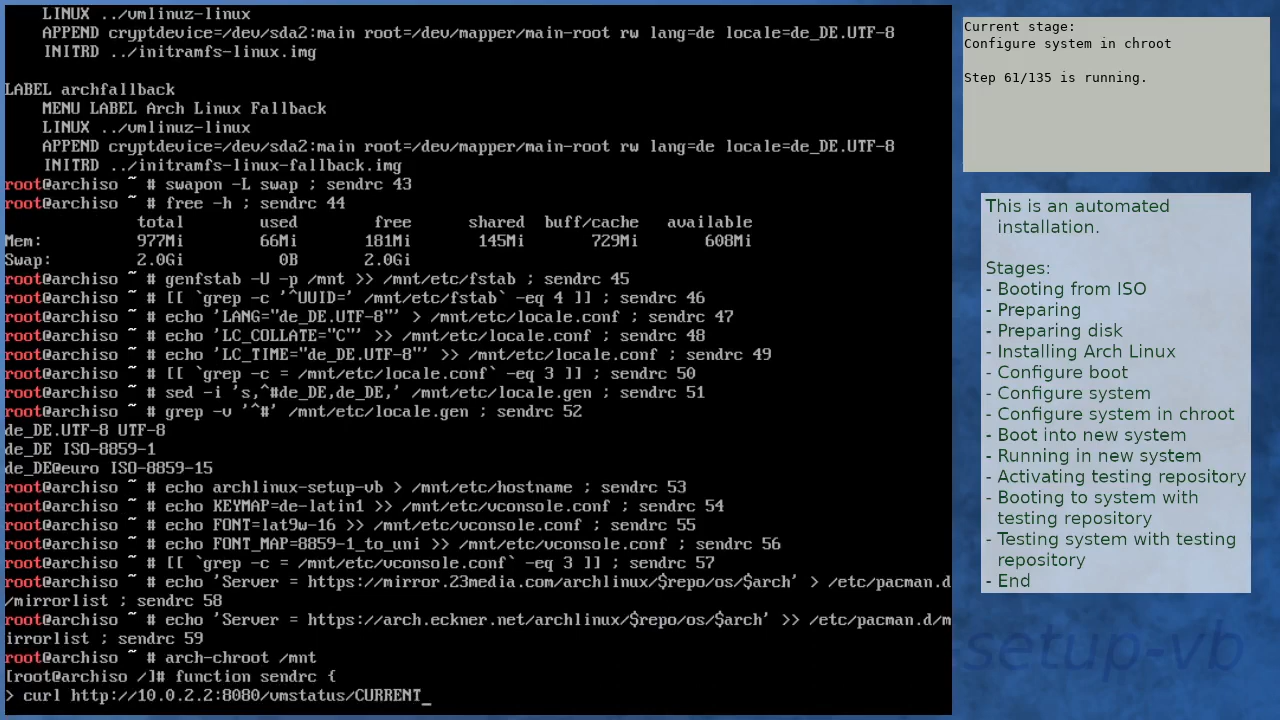 LINUX ../vmlinuz-linux
APPEND cryptdevice=/dev/sda2:main root=/dev/mapper/main-root rw lang=de locale=de_DE.UTF-8
INITRD ../initramfs-linux.img
LABEL archfallback
MENU LABEL Arch Linux Fallback
LINUX ../vmlinuz-linux
APPEND cryptdevice=/dev/sda2:main root=/dev/mapper/main-root rw lang=de locale=de_DE.UTF-8
INITRD ../initramfs-linux-fallback.img
root@archiso ~ # swapon -L swap ; sendrc 43
root@archiso ~ # free -h ; sendrc 44
total used free shared buff/cache available
Mem: 977Mi 66Mi 181Mi 145Mi 729Mi 608Mi
Swap: 2.0Gi 0B 2.0Gi
root@archiso ~ # genfstab -U -p /mnt >> /mnt/etc/fstab ; sendrc 45
root@archiso ~ # [[ `grep -c '^UUID=' /mnt/etc/fstab` -eq 4 ]] ; sendrc 46
root@archiso ~ # echo 'LANG="de_DE.UTF-8"' > /mnt/etc/locale.conf ; sendrc 47
root@archiso ~ # echo 'LC_COLLATE="C"' >> /mnt/etc/locale.conf ; sendrc 48
root@archiso ~ # echo 'LC_TIME="de_DE.UTF-8"' >> /mnt/etc/locale.conf ; sendrc 49
root@archiso ~ # [[ `grep -c = /mnt/etc/locale.conf` -eq 3 ]] ; sendrc 50
root@archiso ~ # sed -i 's,^#de_DE,de_DE,' /mnt/etc/locale.gen ; sendrc 51
root@archiso ~ # grep -v '^#' /mnt/etc/locale.gen ; sendrc 52
de_DE.UTF-8 UTF-8
de_DE ISO-8859-1
de_DE@euro ISO-8859-15
root@archiso ~ # echo archlinux-setup-vb > /mnt/etc/hostname ; sendrc 53
root@archiso ~ # echo KEYMAP=de-latin1 >> /mnt/etc/vconsole.conf ; sendrc 54
root@archiso ~ # echo FONT=lat9w-16 >> /mnt/etc/vconsole.conf ; sendrc 55
root@archiso ~ # echo FONT_MAP=8859-1_to_uni >> /mnt/etc/vconsole.conf ; sendrc 56
root@archiso ~ # [[ `grep -c = /mnt/etc/vconsole.conf` -eq 3 ]] ; sendrc 57
root@archiso ~ # echo 'Server = https://mirror.23media.com/archlinux/$repo/os/$arch' > /etc/pacman.d
/mirrorlist ; sendrc 58
root@archiso ~ # echo 'Server = https://arch.eckner.net/archlinux/$repo/os/$arch' >> /etc/pacman.d/m
irrorlist ; sendrc 59
root@archiso ~ # arch-chroot /mnt
[root@archiso /]# function sendrc {
> curl http://10.0.2.2:8080/vmstatus/CURRENT_
Current stage:
Configure system in chroot
Step 61/135 is running.
This is an automated
installation.
Stages:
- Booting from ISO
- Preparing
- Preparing disk
- Installing Arch Linux
- Configure boot
- Configure system
- Configure system in chroot
- Boot into new system
- Running in new system
- Activating testing repository
- Booting to system with
testing repository
- Testing system with testing
repository
- End
setup-vb